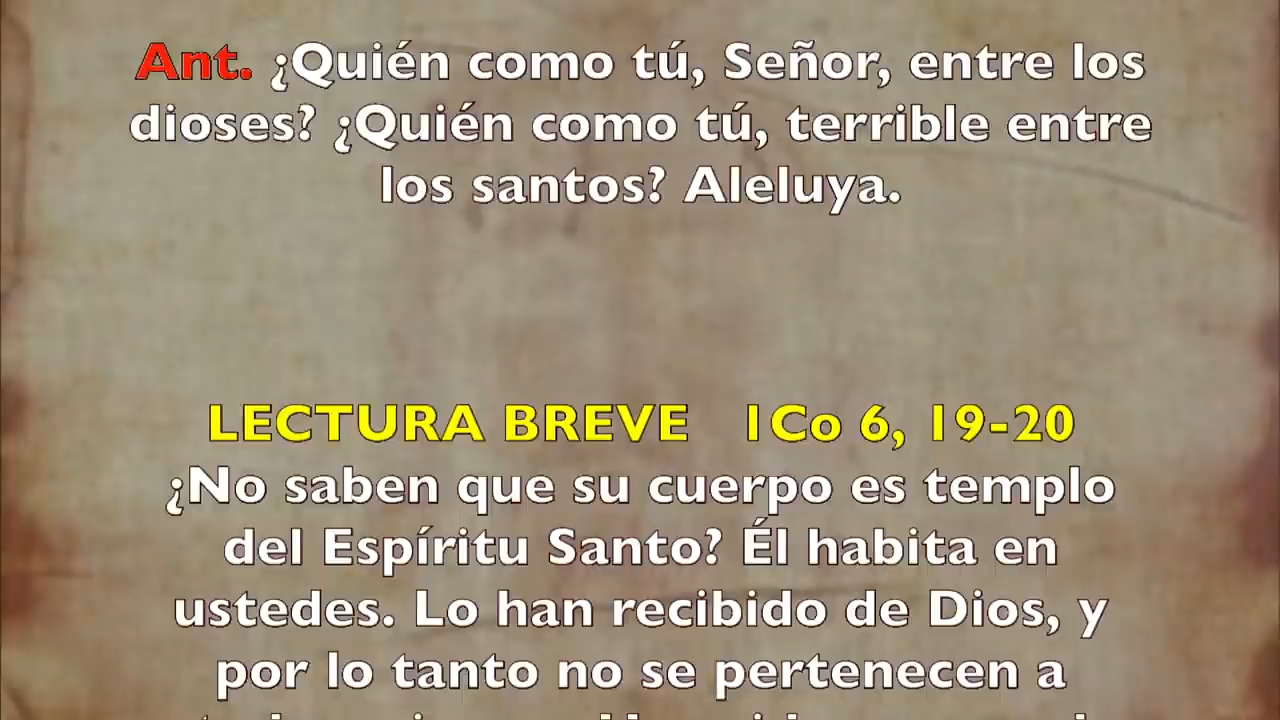 Ant. ¿Quién como tú, Señor, entre los
dioses? ¿Quién como tú, terrible entre
los santos? Aleluya.
LECTURA BREVE 1Co 6, 19-20
¿No saben que su cuerpo es templo
del Espíritu Santo? Él habita en
ustedes. Lo han recibido de Dios, y
por lo tanto no se pertenecen a